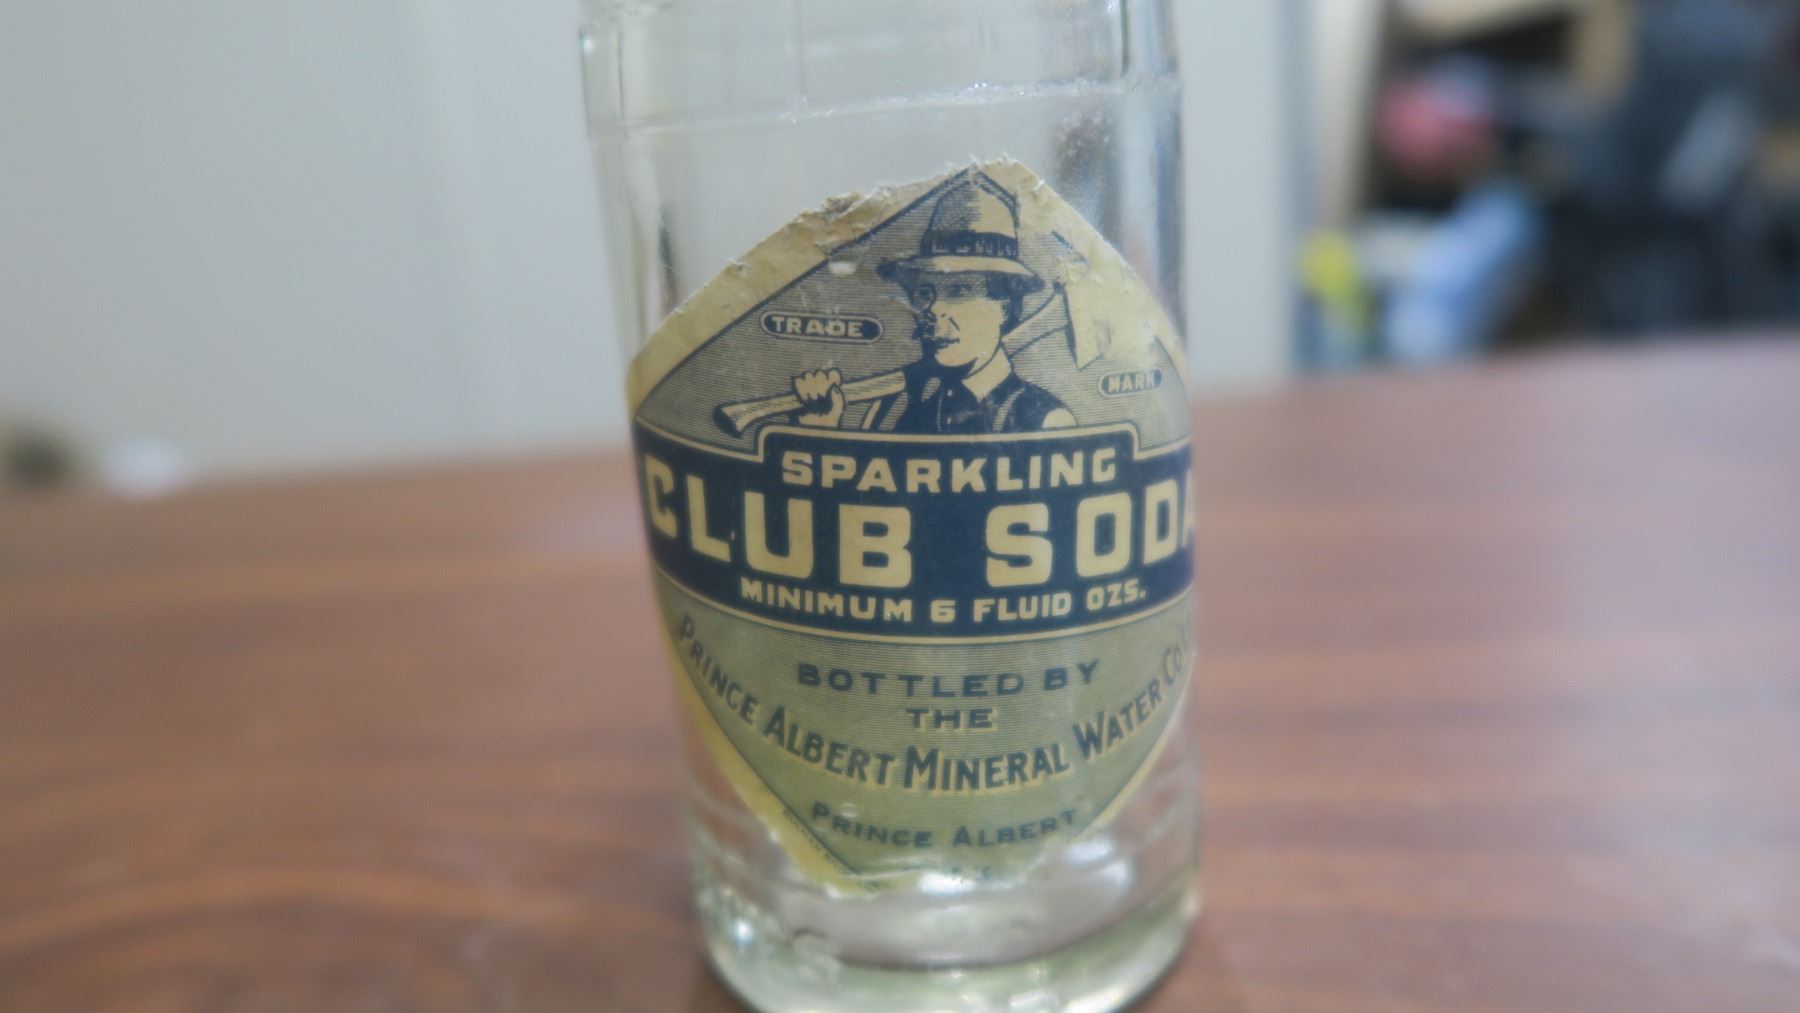 TRADE
MARK
SPARKLING
CLUB SODA
MINIMUM 6 FLUID OZS.
BOTTLED BY
THE
PRINCE ALBERT MINERAL WATER CO.
PRINCE ALBERT